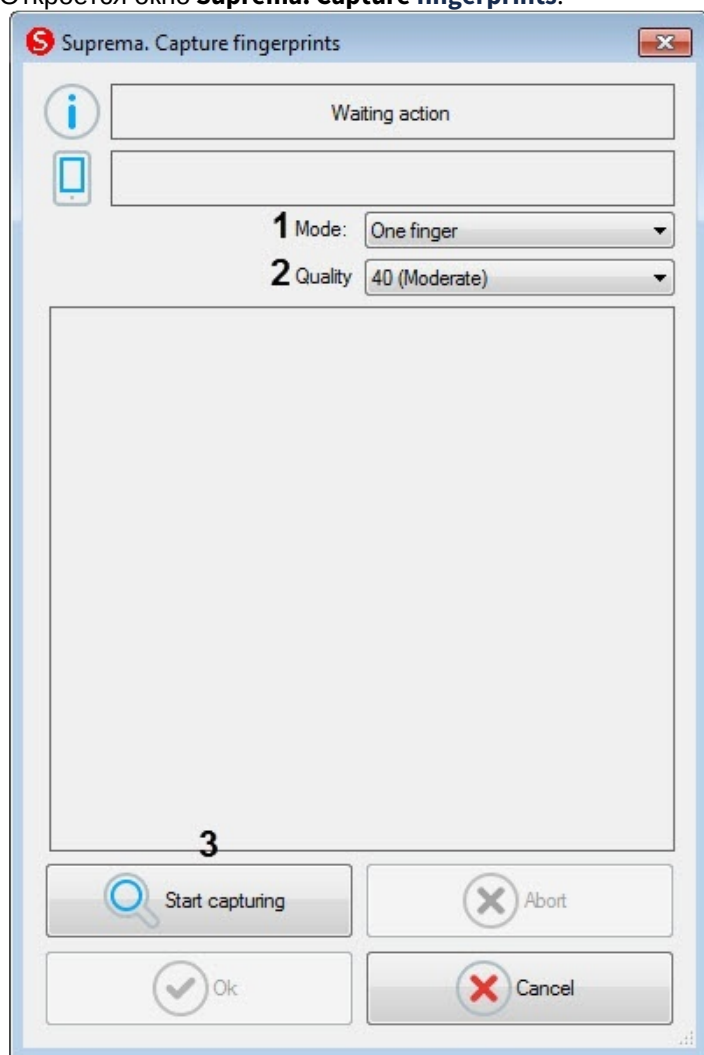 Откроется окно Suprema. Capture fingerprints.
Suprema. Capture fingerprints
Waiting action
1 Mode: One finger
2 Quality 40 (Moderate)
3
Start capturing Abort
Ok Cancel